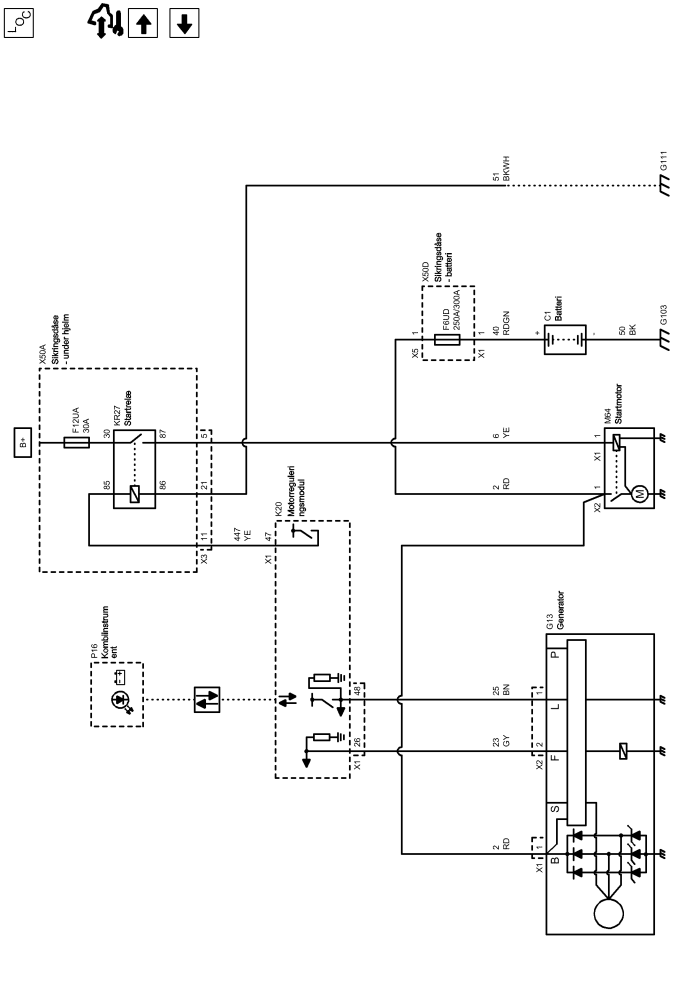 LOC
B+
X50A
Sikringsdåse
- under hjelm
F12UA
30A
KR27
Startrelæ
30
87
85
86
5
21
11
X3
447
YE
P16
Kombiinstrum
ent
- +
K20
Motorreguleri
ngsmodul
47
X1
48
26
X1
51
BKWH
G111
X50D
Sikringsdåse
- batteri
X5
1
F6UD
250A/300A
1
X1
40
RDGN
C1
Batteri
+
-
50
BK
G103
6
YE
2
RD
M64
Startmotor
X1
1
X2
1
M
25
BN
23
GY
2
RD
G13
Generator
P
L
1
F
2
X2
S
B
1
X1